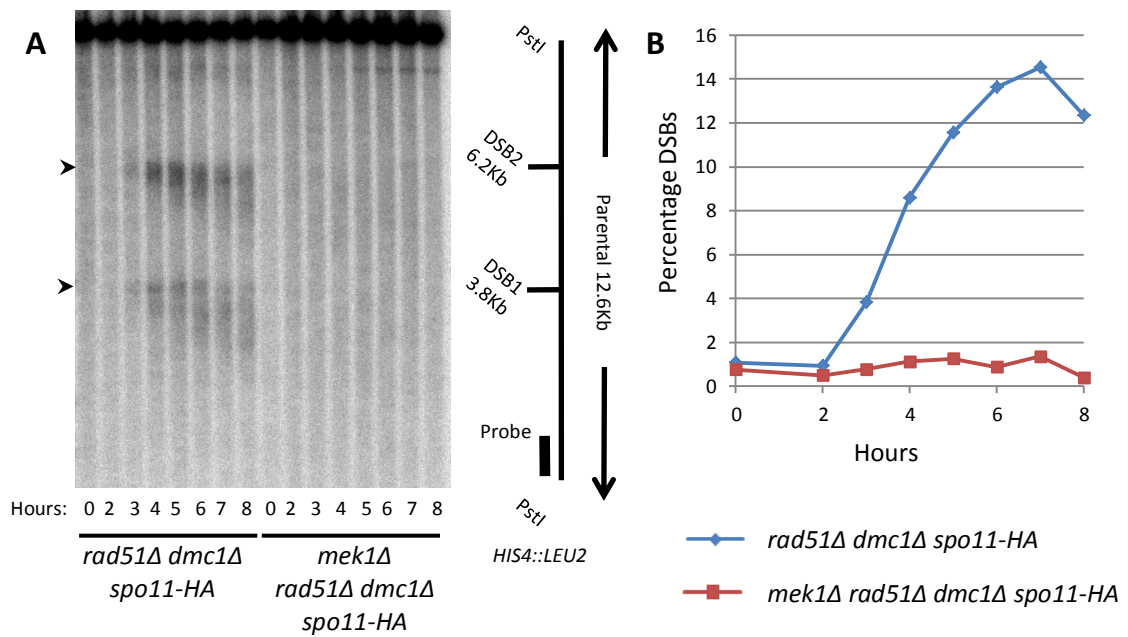 A
PstI
DSB2
6.2Kb
DSB1
3.8Kb
Parental 12.6Kb
Probe
PstI
HIS4::LEU2
Hours: 0 2 3 4 5 6 7 8 0 2 3 4 5 6 7 8
rad51Δ dmc1Δ
spo11-HA
mek1Δ
rad51Δ dmc1Δ
spo11-HA
B
Percentage DSBs
16
14
12
10
8
6
4
2
0
0 2 4 6 8
Hours
rad51Δ dmc1Δ spo11-HA
mek1Δ rad51Δ dmc1Δ spo11-HA